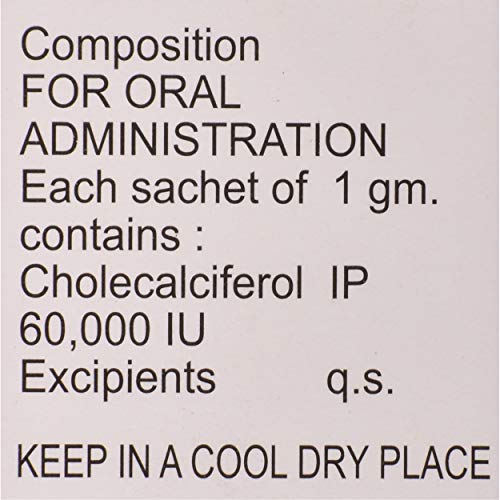 Composition
FOR ORAL
ADMINISTRATION
Each sachet of 1 gm.
contains :
Cholecalciferol IP
60,000 IU
Excipients q.s.
KEEP IN A COOL DRY PLACE